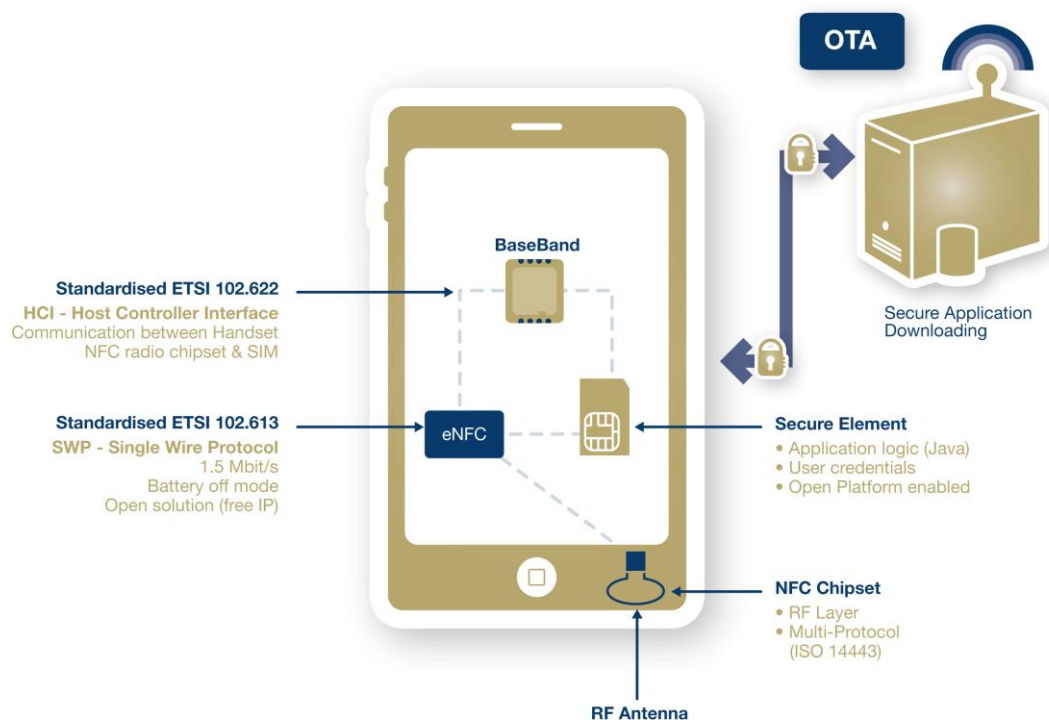 OTA
BaseBand
Standardised ETSI 102.622
HCI - Host Controller Interface
Communication between Handset
NFC radio chipset & SIM
Secure Application
Downloading
Standardised ETSI 102.613
SWP - Single Wire Protocol
1.5 Mbit/s
Battery off mode
Open solution (free IP)
eNFC
Secure Element
• Application logic (Java)
• User credentials
• Open Platform enabled
NFC Chipset
• RF Layer
• Multi-Protocol
(ISO 14443)
RF Antenna